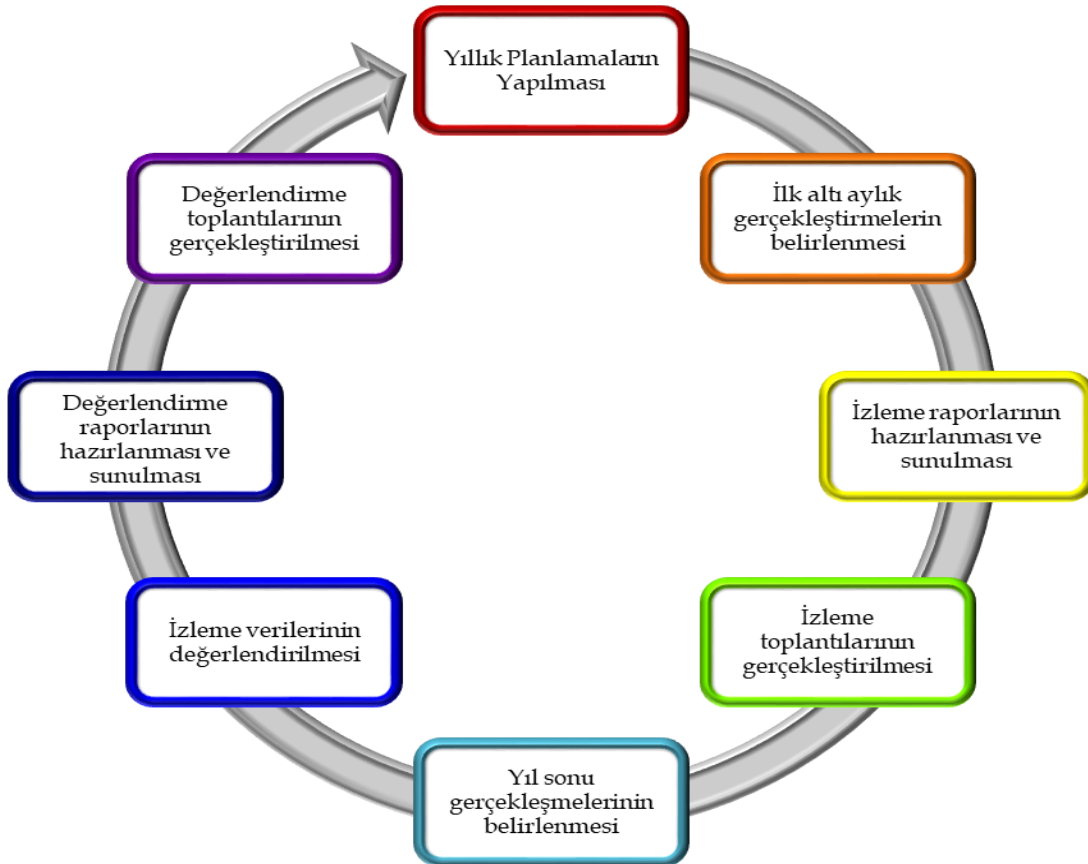 Yıllık Planlamaların
Yapılması
İlk altı aylık
gerçekleştirmelerin
belirlenmesi
İzleme raporlarının
hazırlanması ve
sunulması
İzleme
toplantılarının
gerçekleştirilmesi
Yıl sonu
gerçekleşmelerinin
belirlenmesi
İzleme verilerinin
değerlendirilmesi
Değerlendirme
raporlarının
hazırlanması ve
sunulması
Değerlendirme
toplantılarının
gerçekleştirilmesi